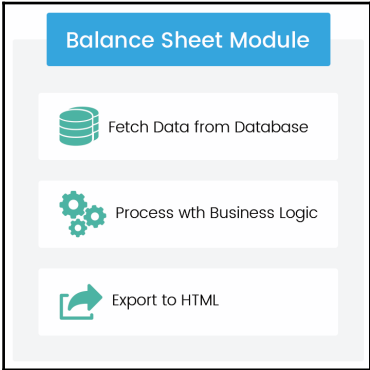 Balance Sheet Module
Fetch Data from Database
Process wth Business Logic
Export to HTML